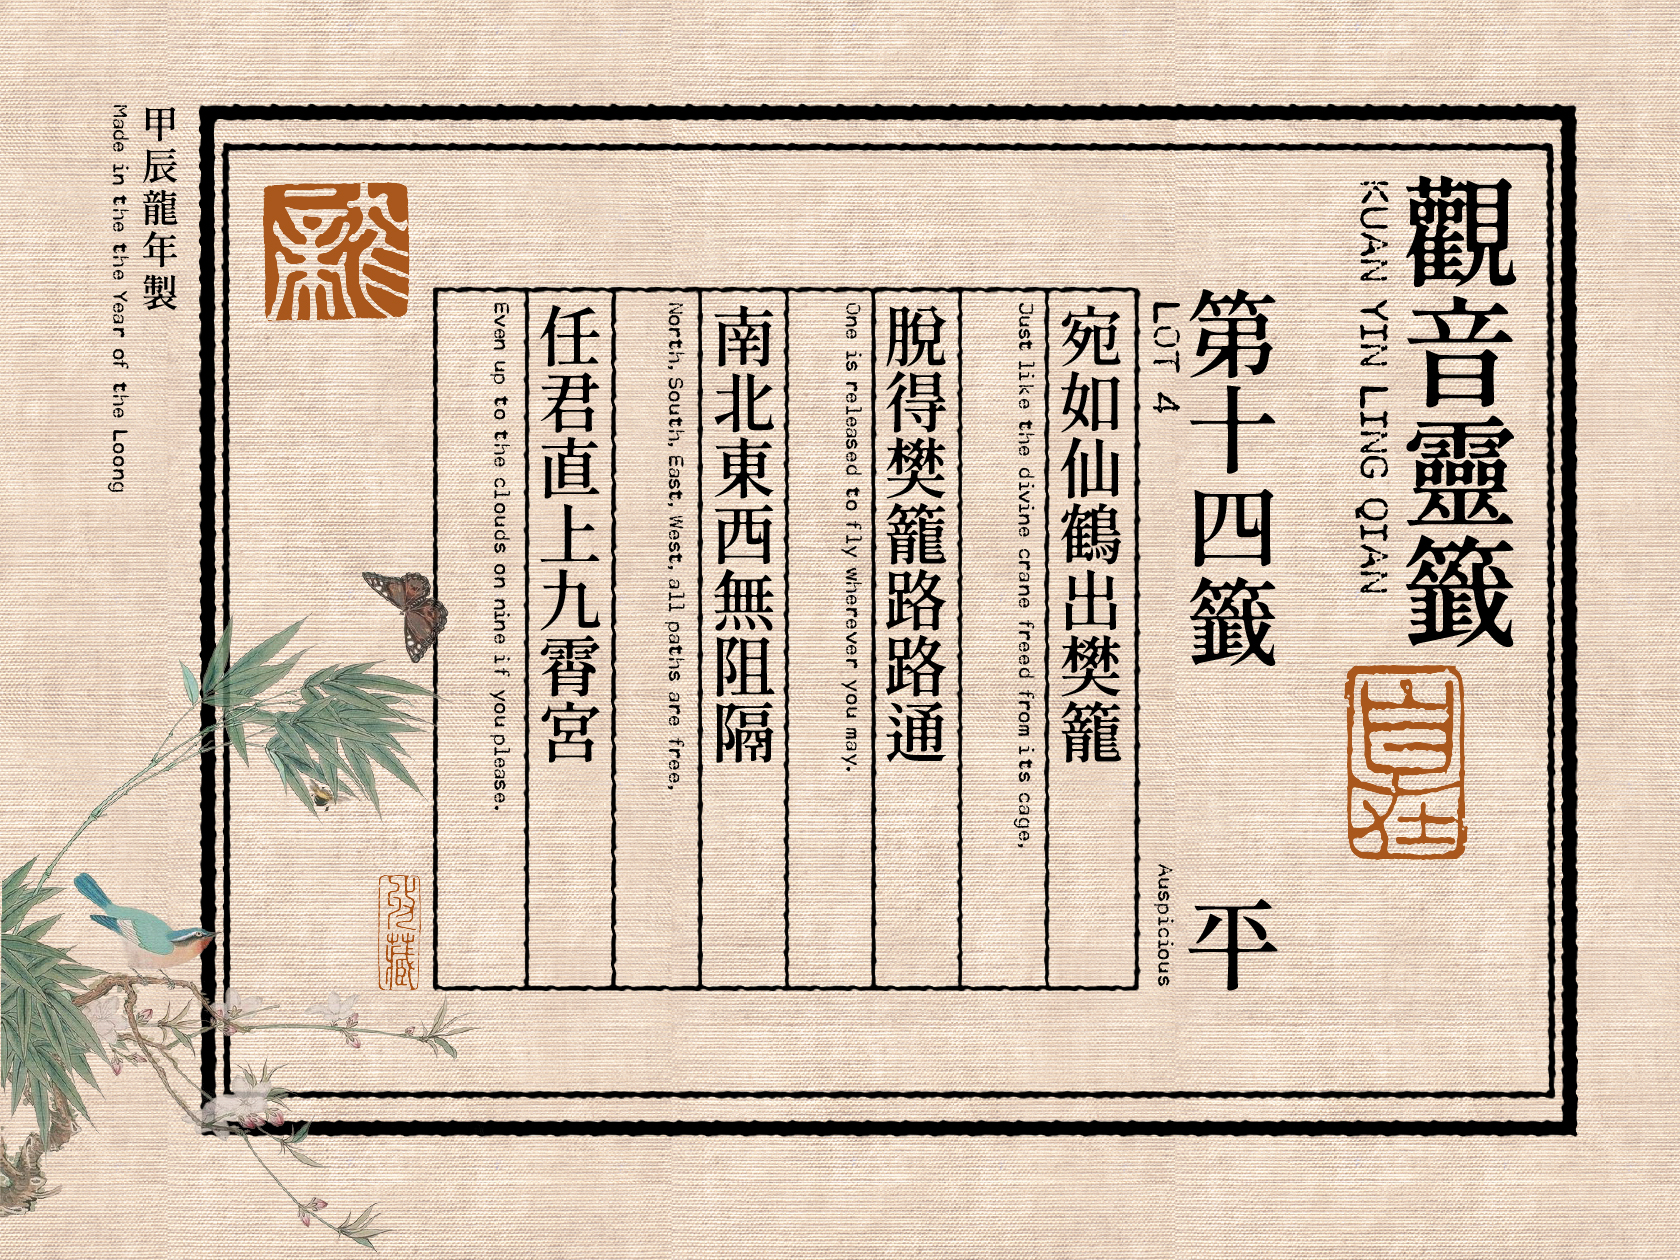 觀音靈籤
KUAN YIN LING QIAN
第十四籤 平
LOT 4 Auspicious
宛如仙鶴出樊籠
Just like the divine crane freed from its cage,
脫得樊籠路路通
One is released to fly wherever you may.
南北東西無阻隔
North, South, East, West, all paths are free,
任君直上九霄宮
Even up to the clouds on nine if you please.
龍
甲辰龍年製
Made in the the Year of the Loong